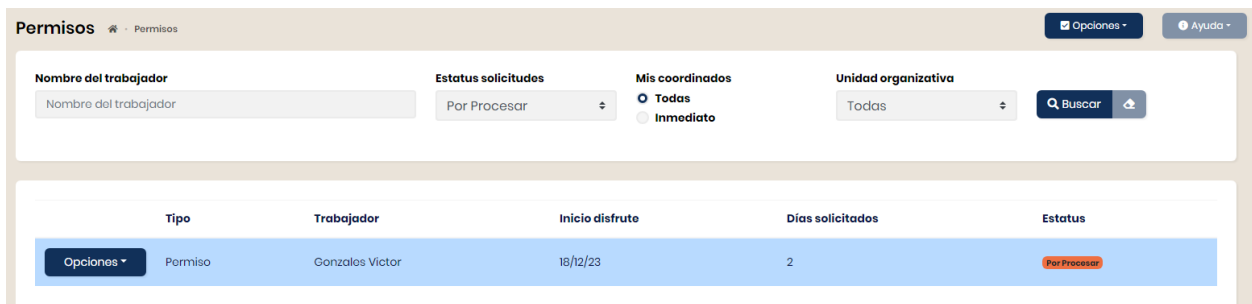 Permisos · Permisos
Opciones
Ayuda
Nombre del trabajador
Nombre del trabajador
Estatus solicitudes
Por Procesar
Mis coordinados
Todas
Inmediato
Unidad organizativa
Todas
Buscar
Tipo Trabajador Inicio disfrute Días solicitados Estatus
Opciones Permiso Gonzales Victor 18/12/23 2 Por Procesar